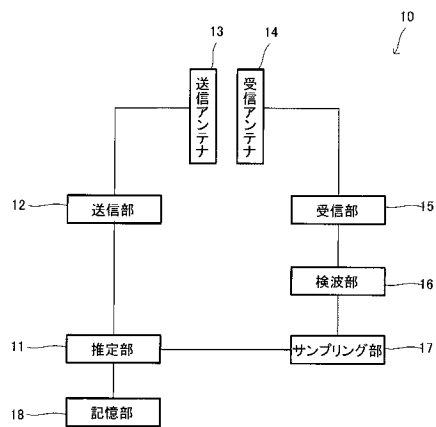 10
13
14
送信アンテナ
受信アンテナ
12
送信部
受信部
15
検波部
16
11
推定部
サンプリング部
17
18
記憶部